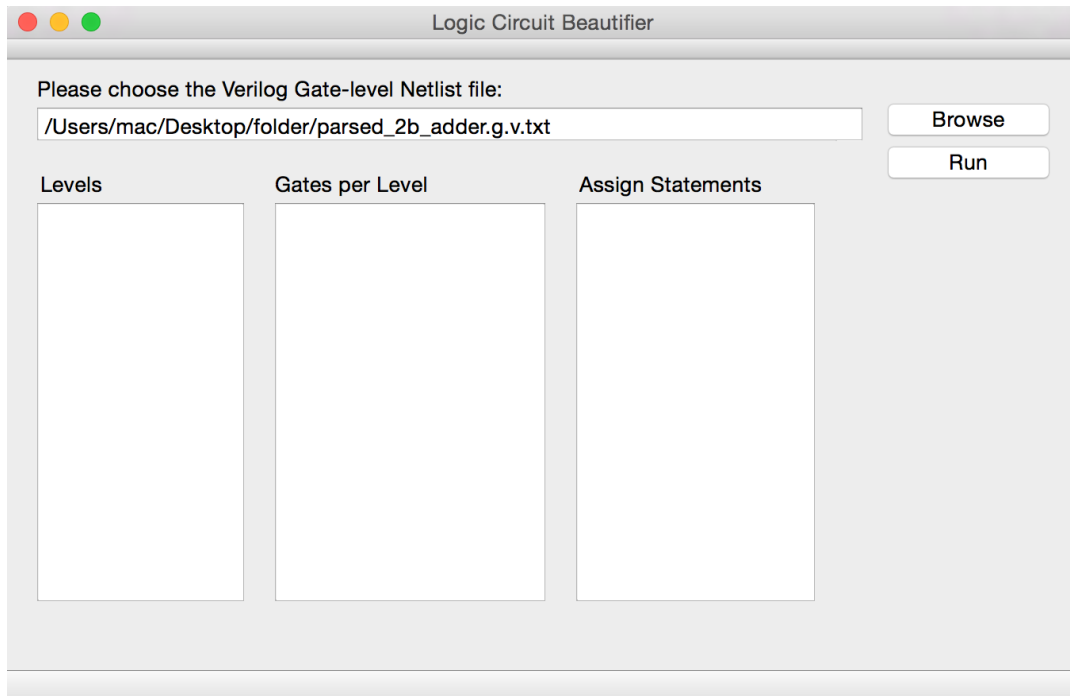 Logic Circuit Beautifier
Please choose the Verilog Gate-level Netlist file:
/Users/mac/Desktop/folder/parsed_2b_adder.g.v.txt
Browse
Run
Levels
Gates per Level
Assign Statements